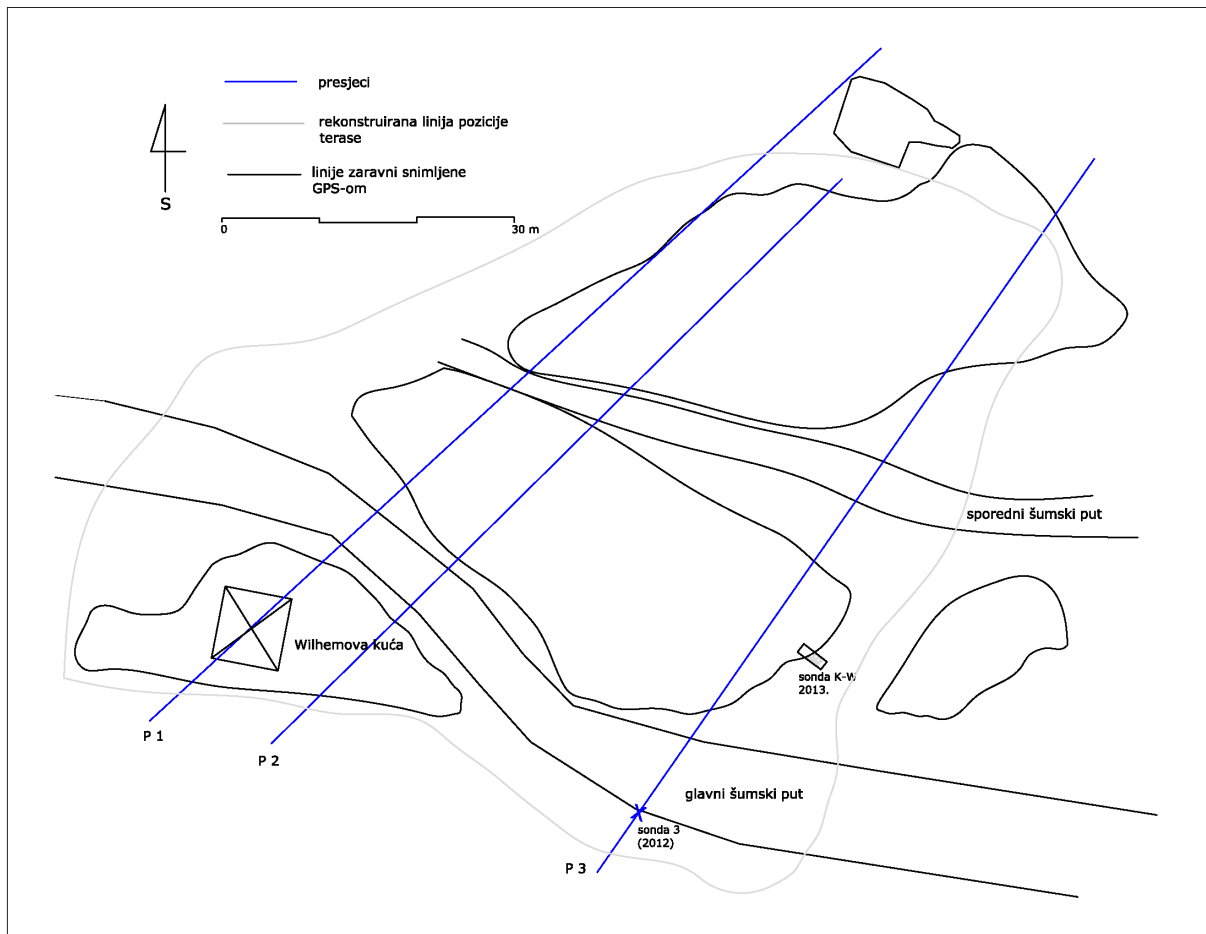 presjeci
rekonstruirana linija pozicije
terase
linije zaravni snimljene
GPS-om
S
0
30 m
sporedni šumski put
Wilhemova kuća
sonda K-W
2013.
P 1
P 2
glavni šumski put
sonda 3
(2012)
P 3